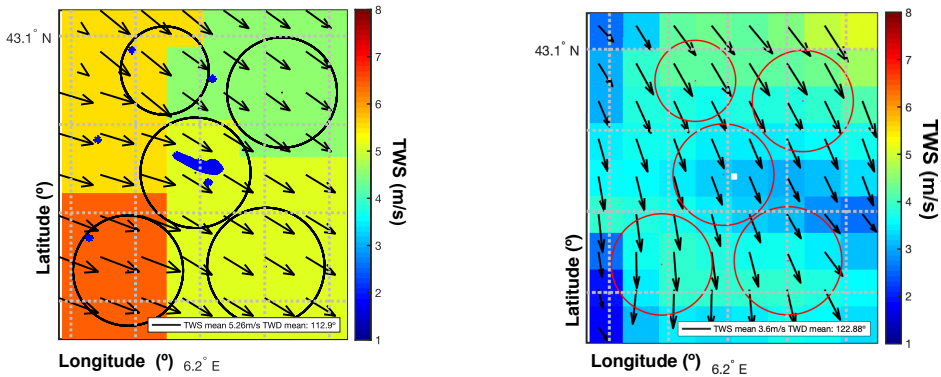 43.1° N
Latitude (º)
TWS mean 5.26m/s TWD mean: 112.9º
Longitude (º)
6.2° E
8
7
6
5
4
3
2
1
TWS (m/s)
43.1° N
Latitude (º)
TWS mean 3.6m/s TWD mean: 122.88º
Longitude (º)
6.2° E
8
7
6
5
4
3
2
1
TWS (m/s)